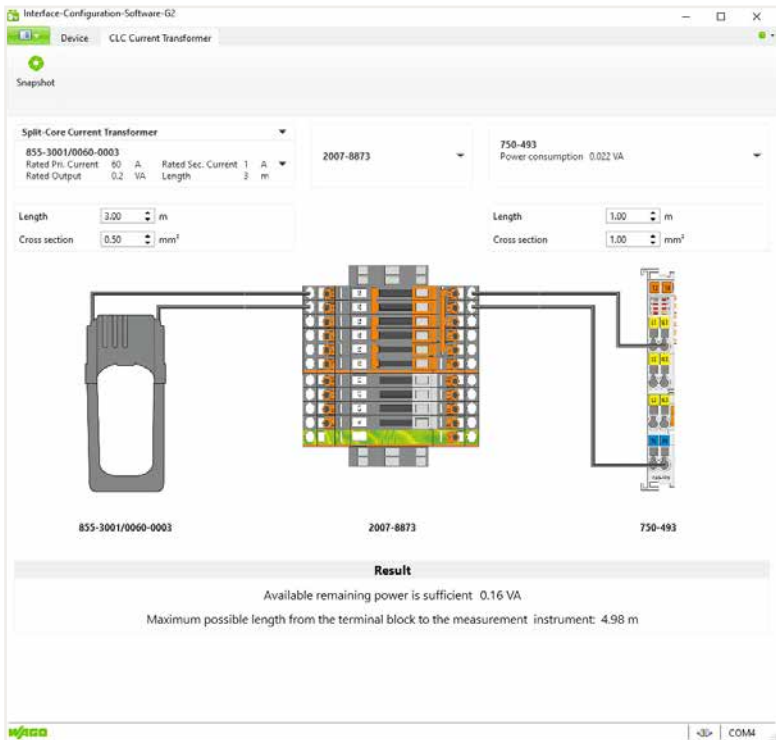 Interface-Configuration-Software-G2
Device CLC Current Transformer
Snapshot
Split-Core Current Transformer
855-3001/0060-0003
Rated Pri. Current 60 A Rated Sec. Current 1 A
Rated Output 0.2 VA Length 3 m
2007-8873
750-493
Power consumption 0.022 VA
Length 3.00 m
Cross section 0.50 mm²
Length 1.00 m
Cross section 1.00 mm²
855-3001/0060-0003
2007-8873
750-493
Result
Available remaining power is sufficient 0.16 VA
Maximum possible length from the terminal block to the measurement instrument: 4.98 m
WAGO
COM4